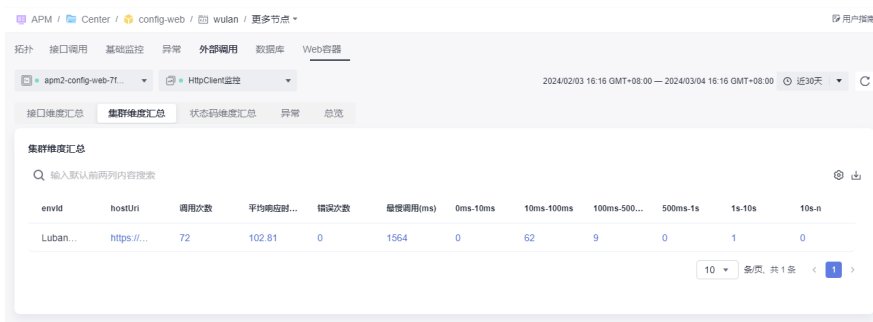 APM / Center / config-web / wulan / 更多节点
用户指南
拓扑 接口调用 基础监控 异常 外部调用 数据库 Web容器
apm2-config-web-7f... HttpClient监控 2024/02/03 16:16 GMT+08:00 — 2024/03/04 16:16 GMT+08:00 近30天
接口维度汇总 集群维度汇总 状态码维度汇总 异常 总览
集群维度汇总
输入默认前两列内容搜索
envId hostUri 调用次数 平均响应时... 错误次数 最慢调用(ms) 0ms-10ms 10ms-100ms 100ms-500... 500ms-1s 1s-10s 10s-n
Luban... https://... 72 102.81 0 1564 0 62 9 0 1 0
10 条/页, 共 1 条 < 1 >